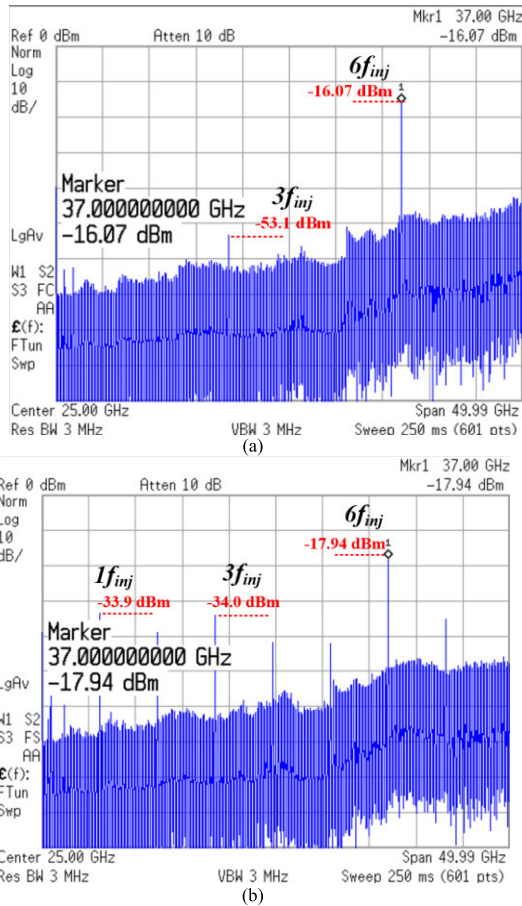 Mkr1 37.00 GHz
Ref 0 dBm Atten 10 dB -16.07 dBm
Norm
Log
10
dB/
6finj
-16.07 dBm
1
3finj
-53.1 dBm
Marker
37.000000000 GHz
-16.07 dBm
LgAv
W1 S2
S3 FC
AA
£(f):
FTun
Swp
Center 25.00 GHz Span 49.99 GHz
Res BW 3 MHz VBW 3 MHz Sweep 250 ms (601 pts)
(a)
Mkr1 37.00 GHz
Ref 0 dBm Atten 10 dB -17.94 dBm
Norm
Log
10
dB/
6finj
-17.94 dBm
1
1finj
-33.9 dBm
3finj
-34.0 dBm
Marker
37.000000000 GHz
-17.94 dBm
LgAv
W1 S2
S3 FS
AA
£(f):
FTun
Swp
Center 25.00 GHz Span 49.99 GHz
Res BW 3 MHz VBW 3 MHz Sweep 250 ms (601 pts)
(b)